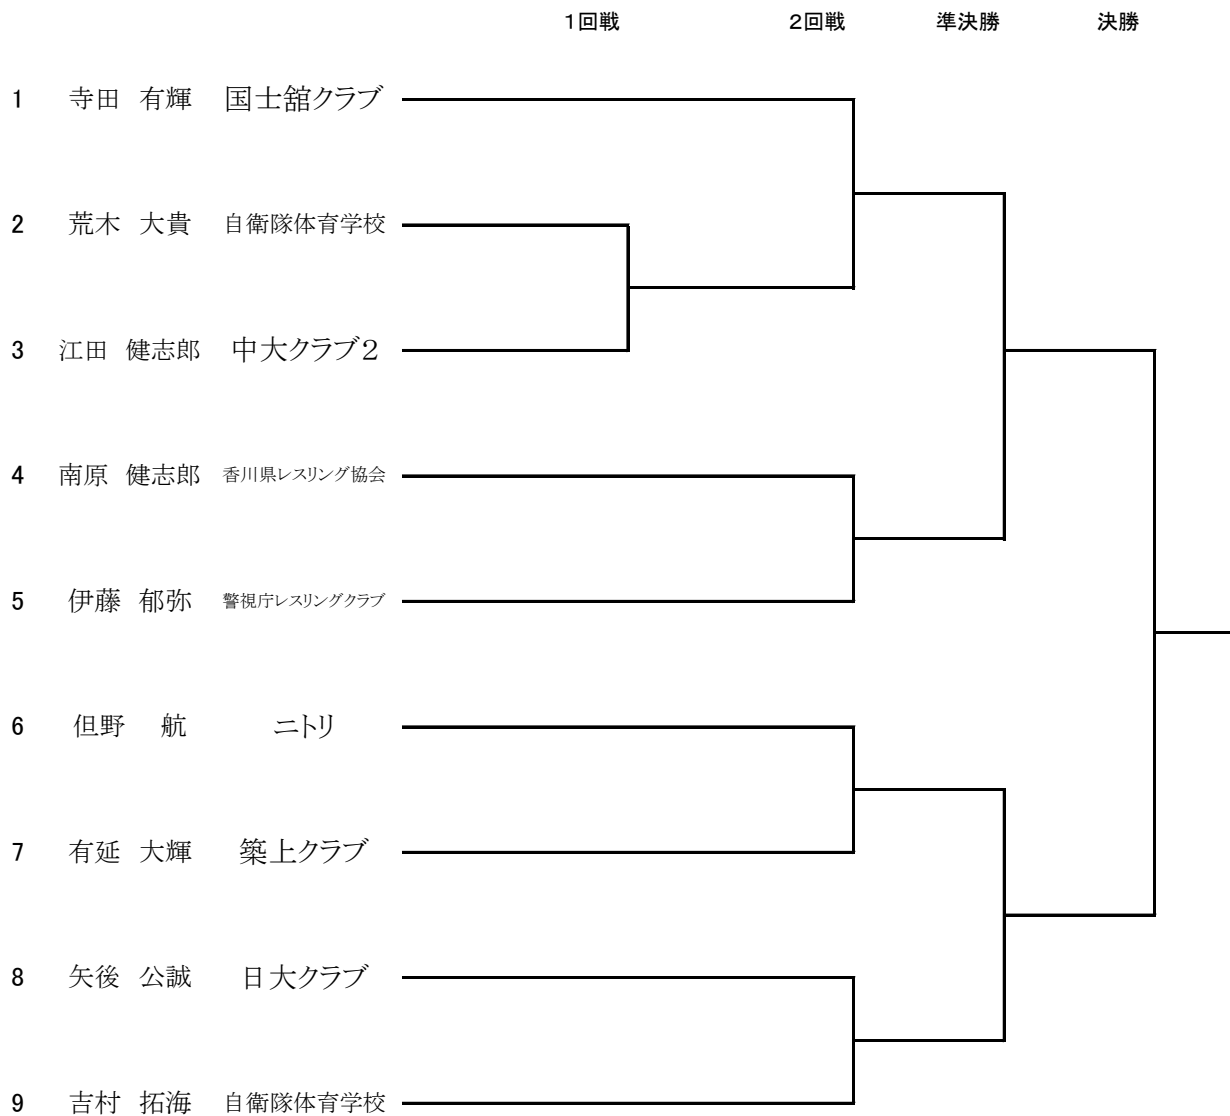 1回戦 2回戦 準決勝 決勝
1 寺田 有輝 国士舘クラブ
2 荒木 大貴 自衛隊体育学校
3 江田 健志郎 中大クラブ2
4 南原 健志郎 香川県レスリング協会
5 伊藤 郁弥 警視庁レスリングクラブ
6 但野 航 ニトリ
7 有延 大輝 築上クラブ
8 矢後 公誠 日大クラブ
9 吉村 拓海 自衛隊体育学校